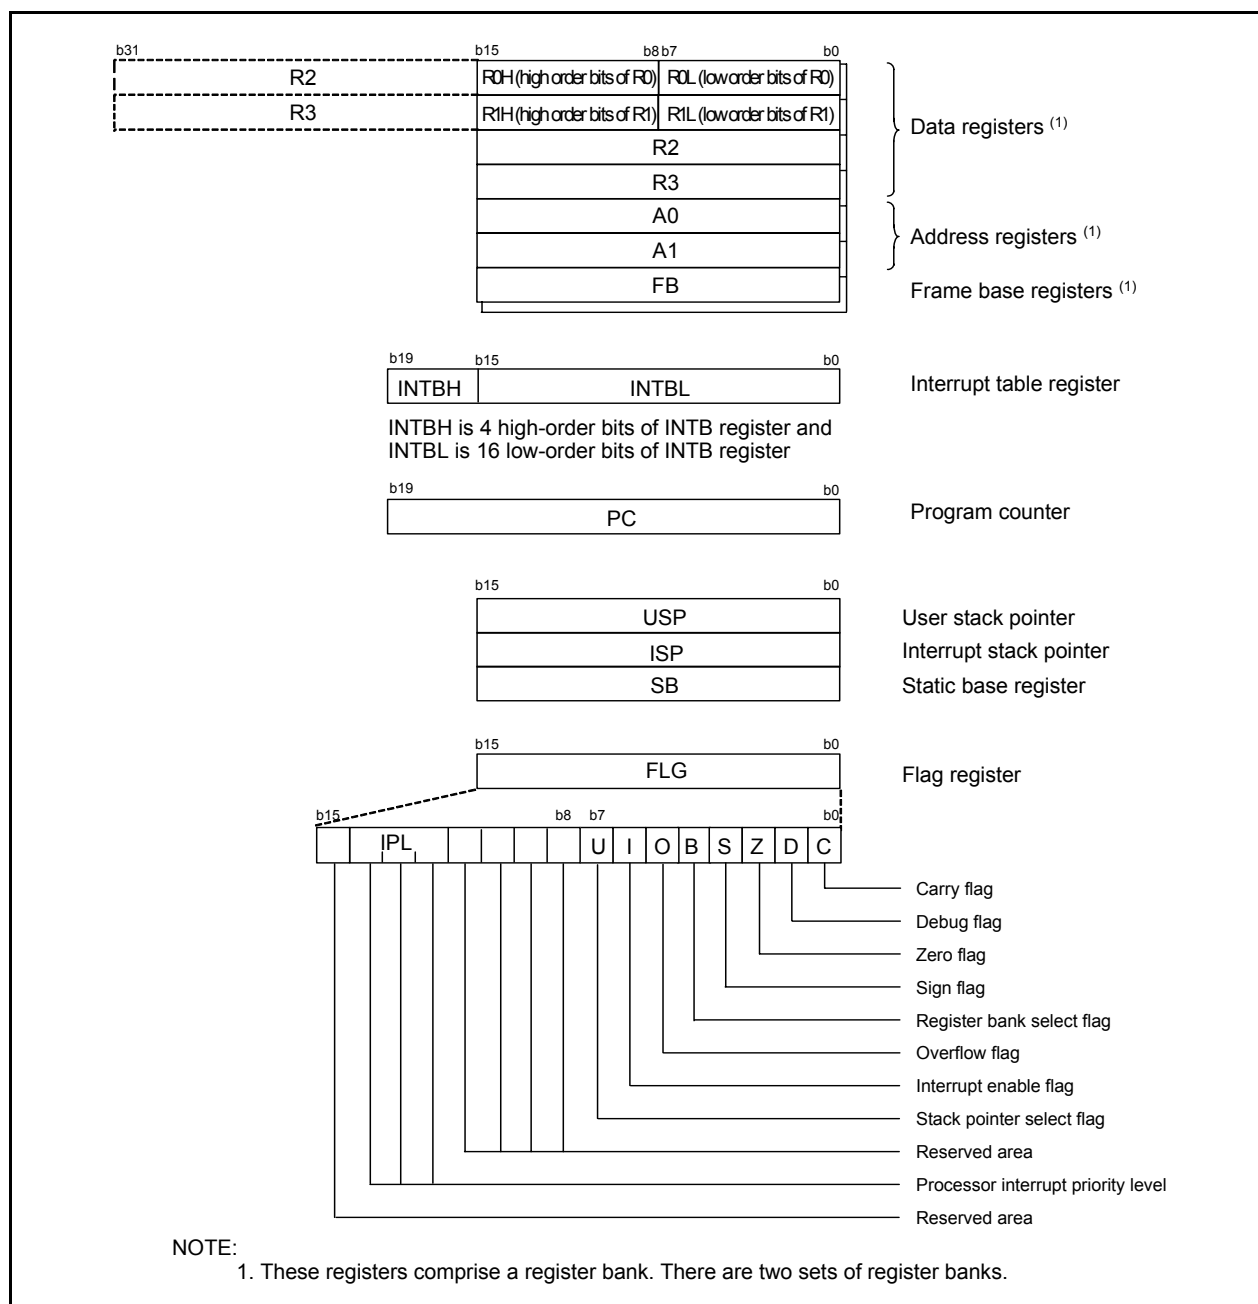 b31 b15 b8 b7 b0
R2 R0H (high order bits of R0) R0L (low order bits of R0)
R3 R1H (high order bits of R1) R1L (low order bits of R1)
R2
R3
Data registers (1)
A0
A1
Address registers (1)
FB
Frame base registers (1)
b19 b15 b0
INTBH INTBL Interrupt table register
INTBH is 4 high-order bits of INTB register and
INTBL is 16 low-order bits of INTB register
b19 b0
PC Program counter
b15 b0
USP User stack pointer
ISP Interrupt stack pointer
SB Static base register
b15 b0
FLG Flag register
b15 b8 b7 b0
IPL U I O B S Z D C
Carry flag
Debug flag
Zero flag
Sign flag
Register bank select flag
Overflow flag
Interrupt enable flag
Stack pointer select flag
Reserved area
Processor interrupt priority level
Reserved area
NOTE:
1. These registers comprise a register bank. There are two sets of register banks.